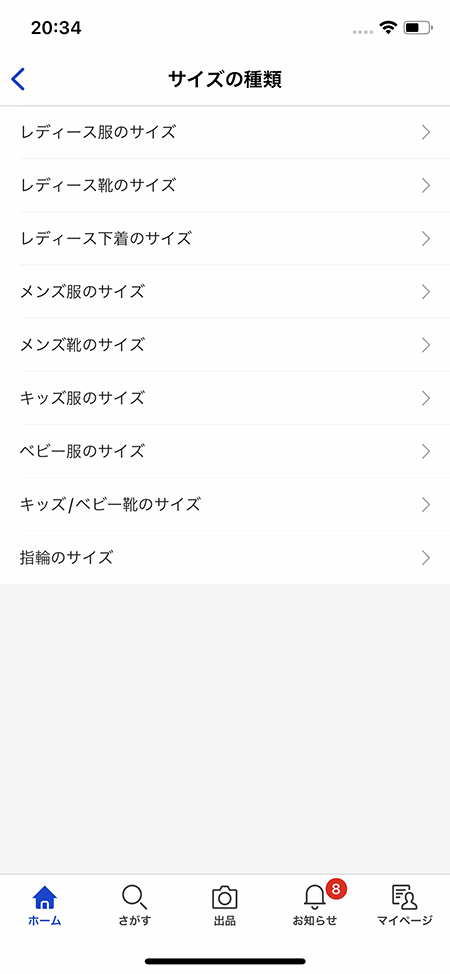 20:34
サイズの種類
レディース服のサイズ
レディース靴のサイズ
レディース下着のサイズ
メンズ服のサイズ
メンズ靴のサイズ
キッズ服のサイズ
ベビー服のサイズ
キッズ/ベビー靴のサイズ
指輪のサイズ
8
ホーム さがす 出品 お知らせ マイページ